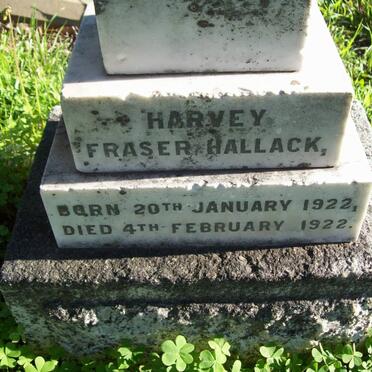 HARVEY
FRASER HALLACK,
BORN 20TH JANUARY 1922,
DIED 4TH FEBRUARY 1922.